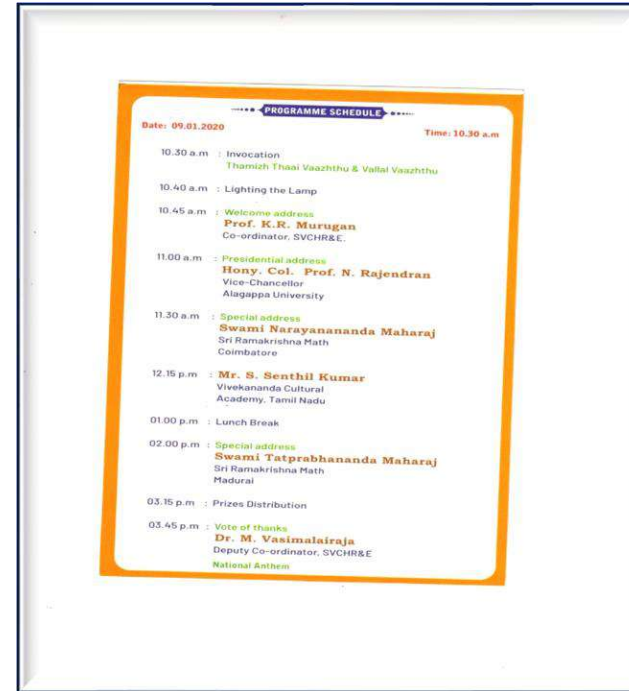 PROGRAMME SCHEDULE
Date: 09.01.2020
Time: 10.30 a.m
10.30 a.m : Invocation
Thamizh Thaai Vaazhthu & Vallal Vaazhthu
10.40 a.m : Lighting the Lamp
10.45 a.m : Welcome address
Prof. K.R. Murugan
Co-ordinator, SVCHR&E.
11.00 a.m : Presidential address
Hony. Col. Prof. N. Rajendran
Vice-Chancellor
Alagappa University
11.30 a.m : Special address
Swami Narayanananda Maharaj
Sri Ramakrishna Math
Coimbatore
12.15 p.m : Mr. S. Senthil Kumar
Vivekananda Cultural
Academy, Tamil Nadu
01.00 p.m : Lunch Break
02.00 p.m : Special address
Swami Tatprabhananda Maharaj
Sri Ramakrishna Math
Madurai
03.15 p.m : Prizes Distribution
03.45 p.m : Vote of thanks
Dr. M. Vasimalairaja
Deputy Co-ordinator, SVCHR&E
National Anthem